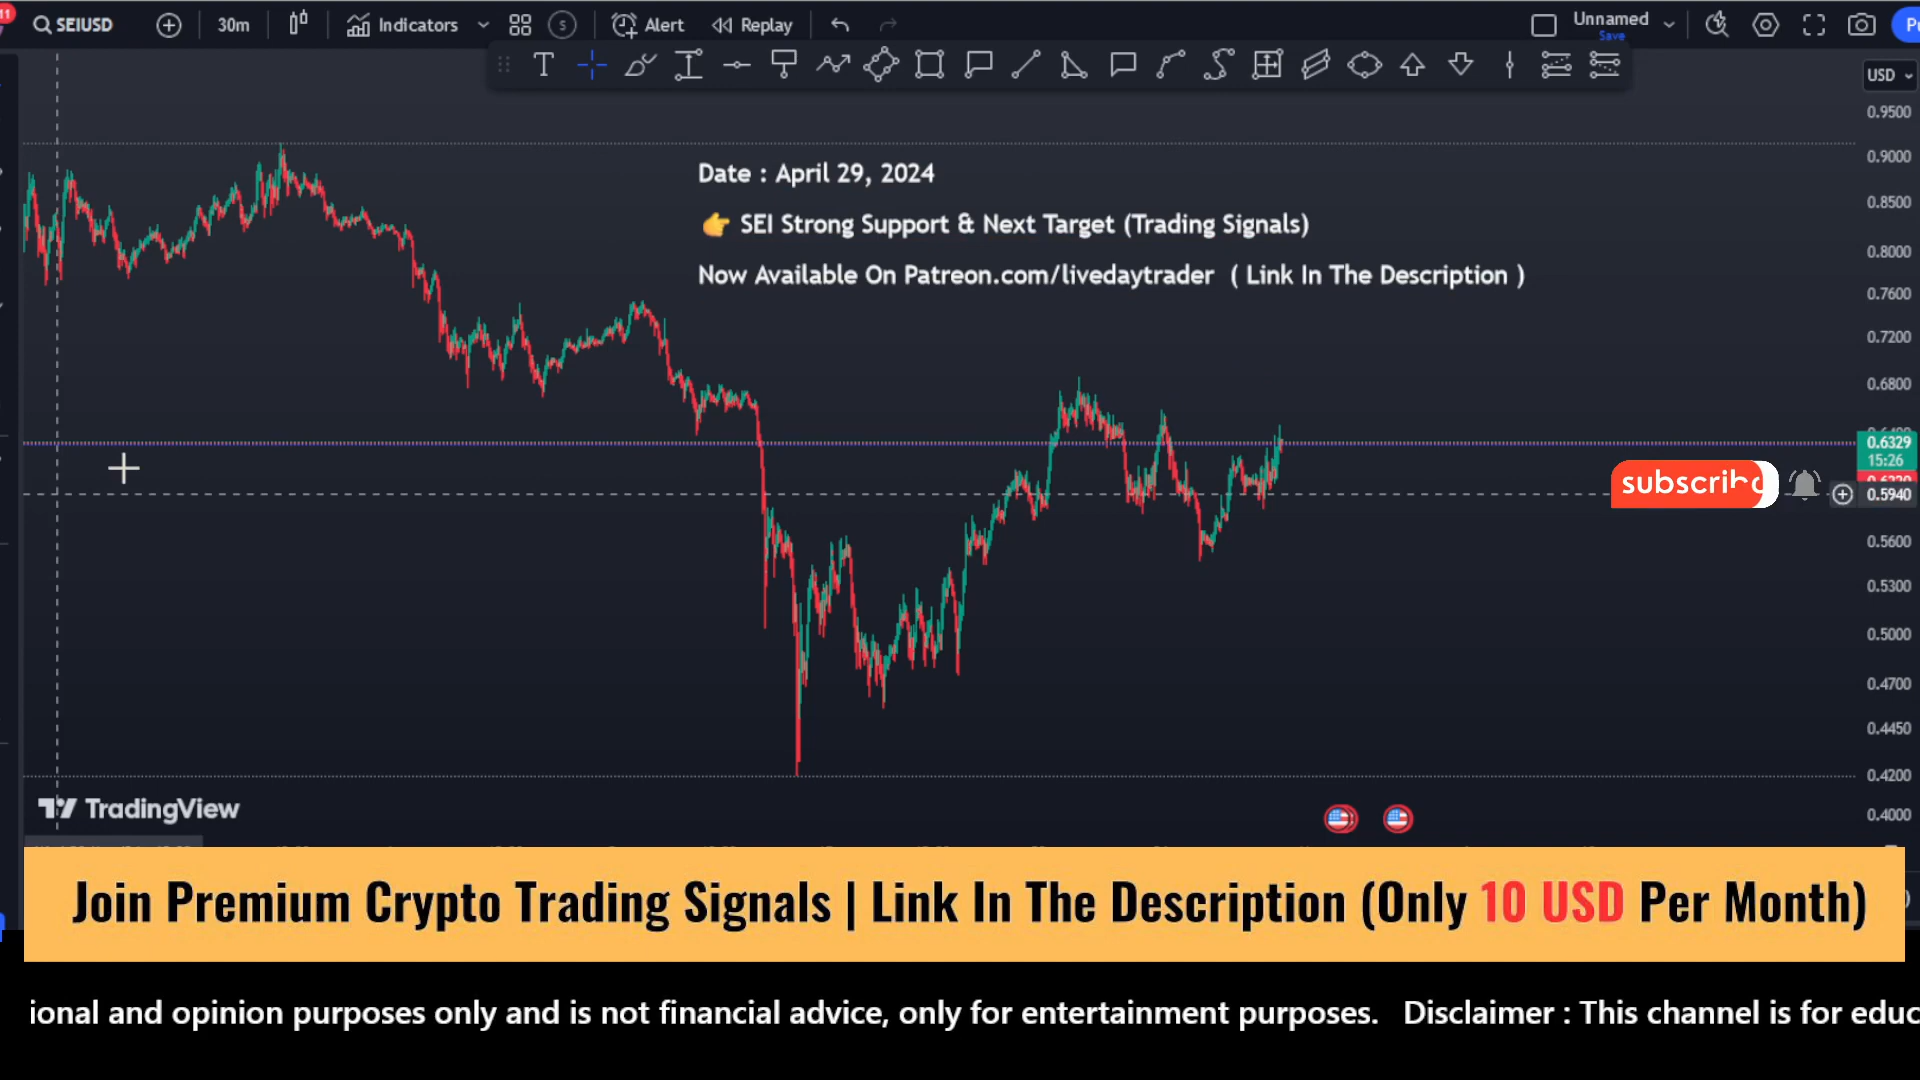 11
SEIUSD
30m
Indicators
S
Alert
Replay
Unnamed
Save
Pu
T
USD
0.9500
0.9000
0.8500
0.8000
0.7600
0.7200
0.6800
0.6329
15:26
0.5940
0.5600
0.5300
0.5000
0.4700
0.4450
0.4200
0.4000
Date : April 29, 2024
SEI Strong Support & Next Target (Trading Signals)
Now Available On Patreon.com/livedaytrader ( Link In The Description )
subscribe
TradingView
Join Premium Crypto Trading Signals | Link In The Description (Only 10 USD Per Month)
ional and opinion purposes only and is not financial advice, only for entertainment purposes. Disclaimer : This channel is for educ